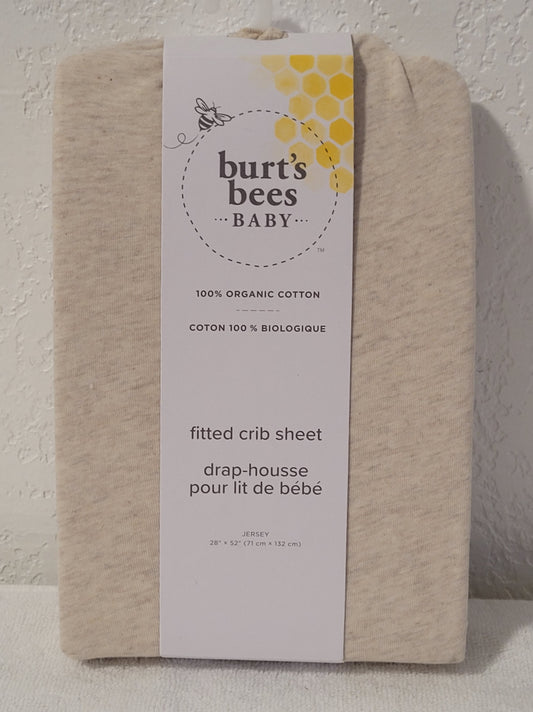 burt's
bees
BABY
TM
100% ORGANIC COTTON
COTON 100 % BIOLOGIQUE
fitted crib sheet
drap-housse
pour lit de bébé
JERSEY
28" × 52" (71 cm × 132 cm)